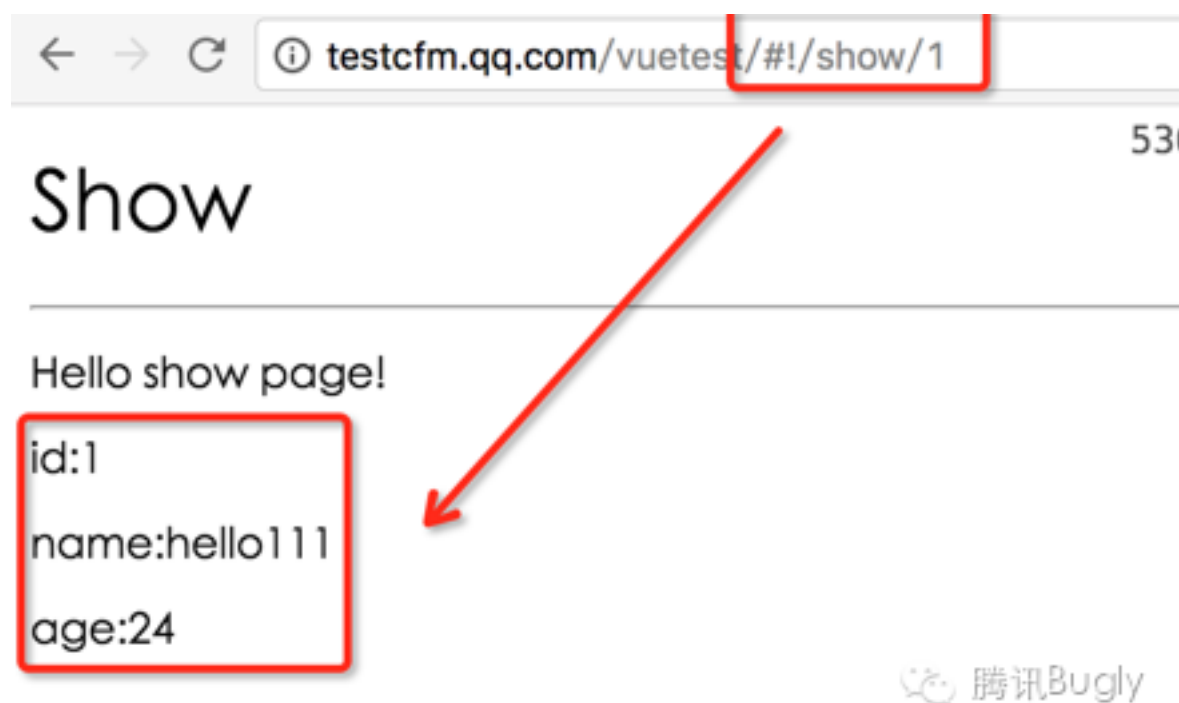 testcfm.qq.com/vuetest/#!/show/1
530
Show
Hello show page!
id:1
name:hello111
age:24
腾讯Bugly